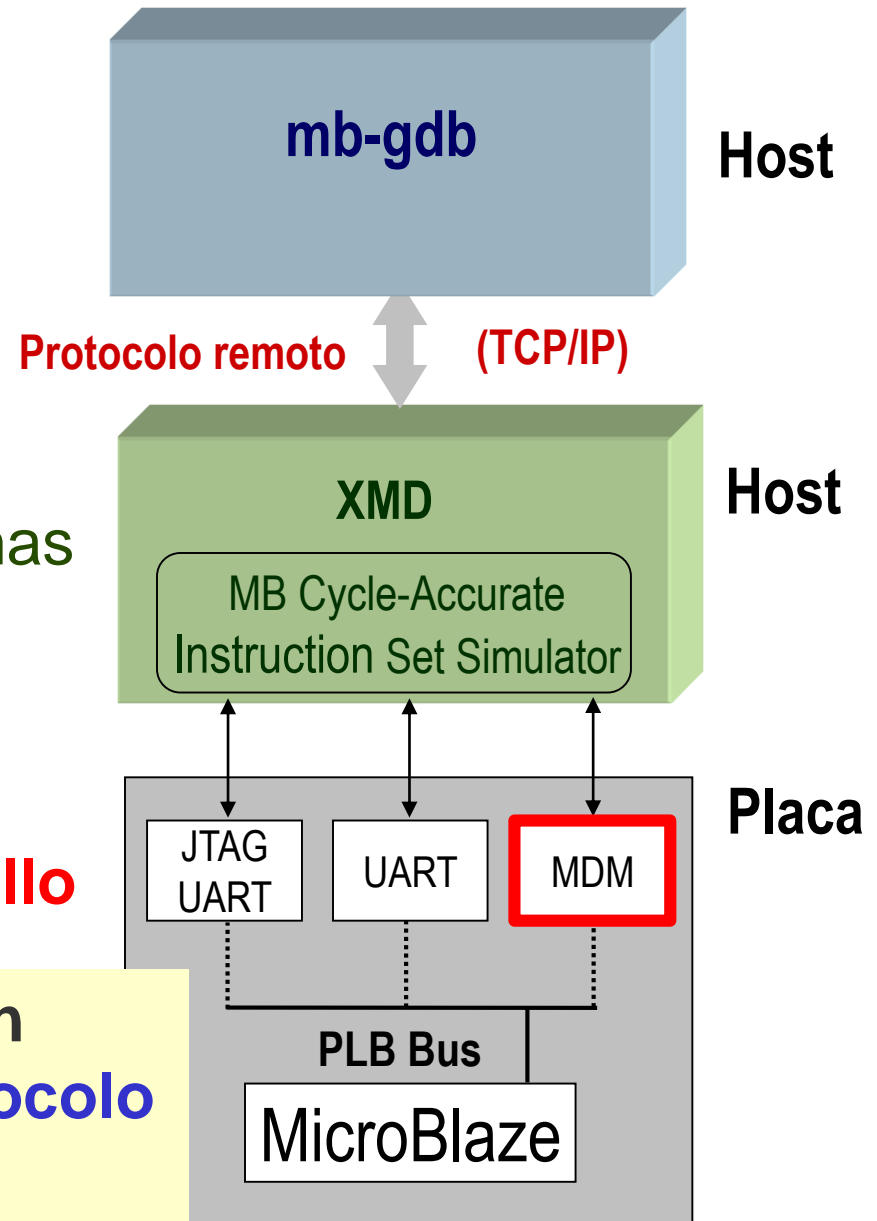 mb-gdb
Host
Protocolo remoto (TCP/IP)
XMD
Host
MB Cycle-Accurate
Instruction Set Simulator
Placa
JTAG
UART
UART
MDM
PLB Bus
MicroBlaze